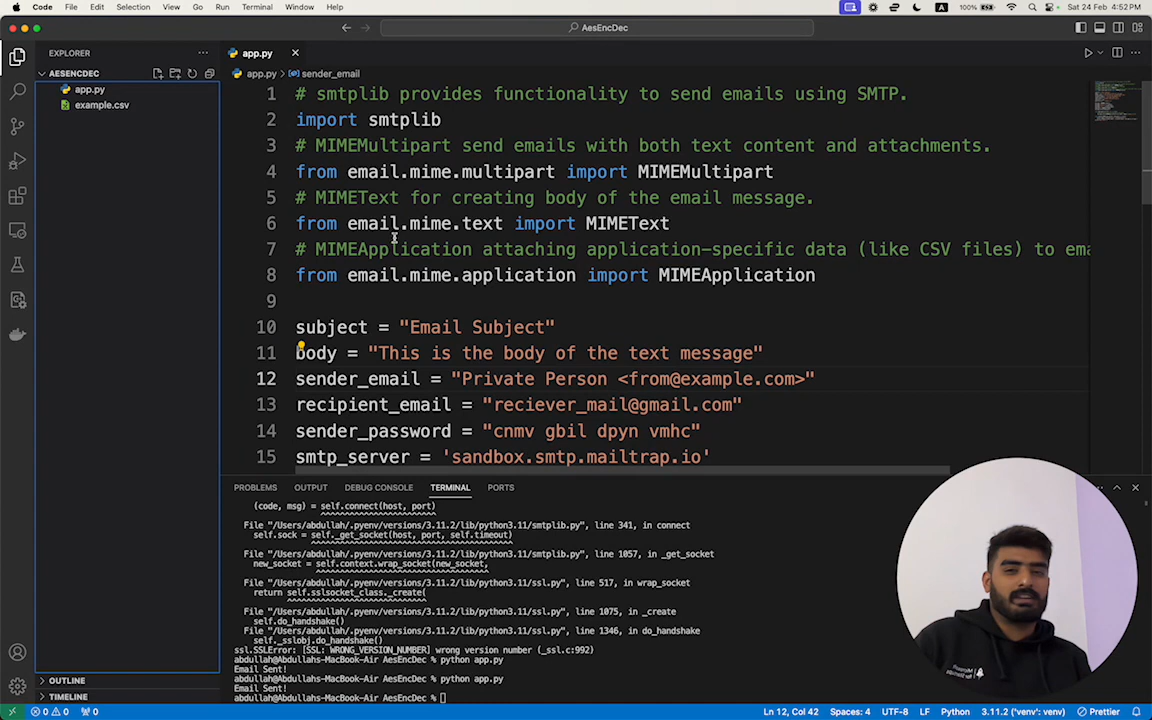 Code File Edit Selection View Go Run Terminal Window Help A 100% Sat 24 Feb 4:52 PM
AesEncDec
EXPLORER
app.py
AESENCDEC
app.py > sender_email
app.py
example.csv
1 # smtplib provides functionality to send emails using SMTP.
2 import smtplib
3 # MIMEMultipart send emails with both text content and attachments.
4 from email.mime.multipart import MIMEMultipart
5 # MIMEText for creating body of the email message.
6 from email.mime.text import MIMEText
7 # MIMEApplication attaching application-specific data (like CSV files) to ema
8 from email.mime.application import MIMEApplication
9
10 subject = "Email Subject"
11 body = "This is the body of the text message"
12 sender_email = "Private Person <from@example.com>"
13 recipient_email = "reciever_mail@gmail.com"
14 sender_password = "cnmv gbil dpyn vmhc"
15 smtp_server = 'sandbox.smtp.mailtrap.io'
PROBLEMS OUTPUT DEBUG CONSOLE TERMINAL PORTS
(code, msg) = self.connect(host, port)
File "/Users/abdullah/.pyenv/versions/3.11.2/lib/python3.11/smtplib.py", line 341, in connect
self.sock = self._get_socket(host, port, self.timeout)
File "/Users/abdullah/.pyenv/versions/3.11.2/lib/python3.11/smtplib.py", line 1057, in _get_socket
new_socket = self.context.wrap_socket(new_socket,
File "/Users/abdullah/.pyenv/versions/3.11.2/lib/python3.11/ssl.py", line 517, in wrap_socket
return self.sslsocket_class._create(
File "/Users/abdullah/.pyenv/versions/3.11.2/lib/python3.11/ssl.py", line 1075, in _create
self.do_handshake()
File "/Users/abdullah/.pyenv/versions/3.11.2/lib/python3.11/ssl.py", line 1346, in do_handshake
self._sslobj.do_handshake()
ssl.SSLError: [SSL: WRONG_VERSION_NUMBER] wrong version number (_ssl.c:992)
abdullah@Abdullahs-MacBook-Air AesEncDec % python app.py
Email Sent!
abdullah@Abdullahs-MacBook-Air AesEncDec % python app.py
Email Sent!
abdullah@Abdullahs-MacBook-Air AesEncDec %
OUTLINE
TIMELINE
0 0 0 Ln 12, Col 42 Spaces: 4 UTF-8 LF Python 3.11.2 ('venv': venv) Prettier